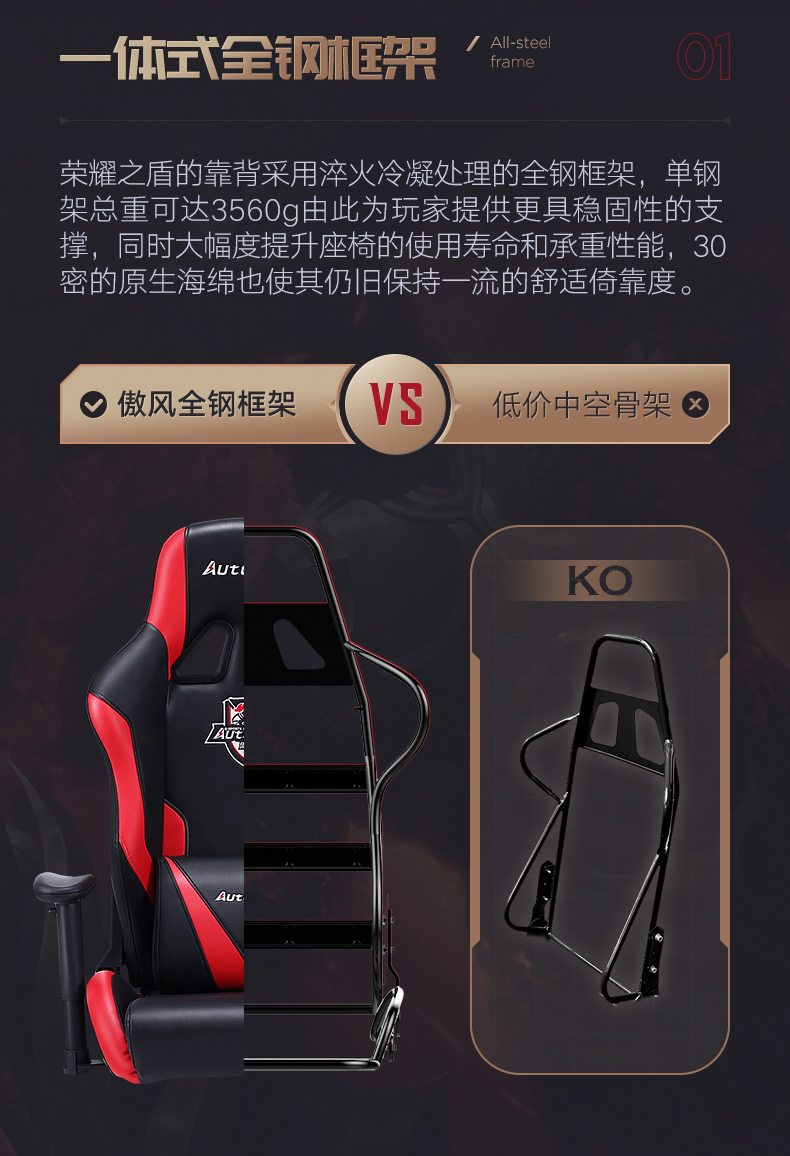 一体式全钢框架
All-steel
frame
01
荣耀之盾的靠背采用淬火冷凝处理的全钢框架，单钢
架总重可达3560g由此为玩家提供更具稳固性的支
撑，同时大幅度提升座椅的使用寿命和承重性能，30
密的原生海绵也使其仍旧保持一流的舒适倚靠度。
傲风全钢框架
VS
低价中空骨架
KO
Aut
Aut
Aut